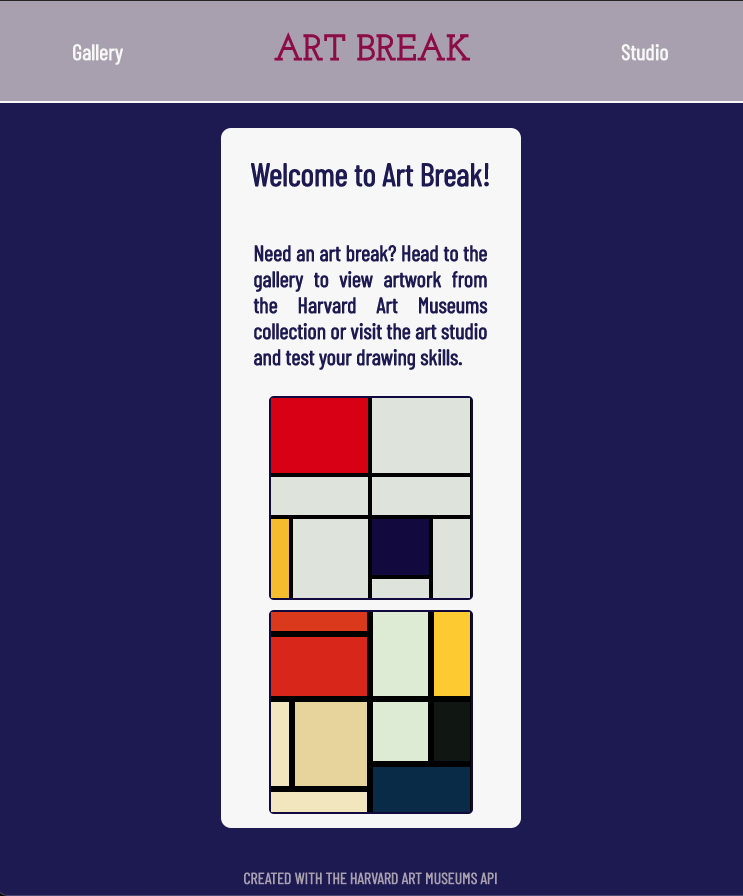 Gallery
ART BREAK
Studio
Welcome to Art Break!
Need an art break? Head to the
gallery to view artwork from
the Harvard Art Museums
collection or visit the art studio
and test your drawing skills.
CREATED WITH THE HARVARD ART MUSEUMS API